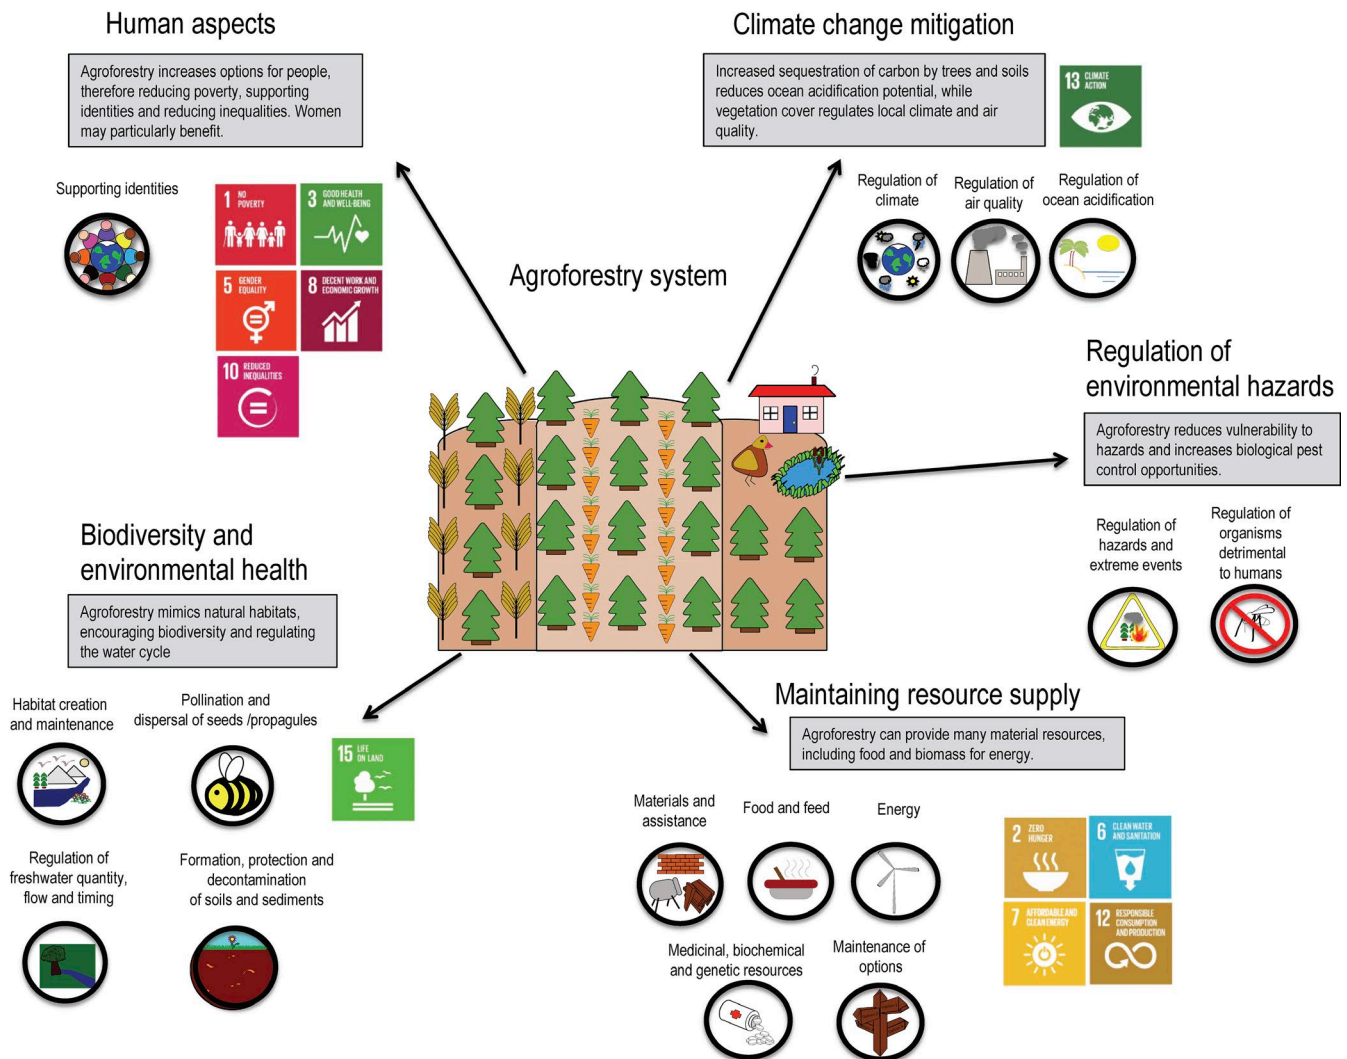 Human aspects
Agroforestry increases options for people,
therefore reducing poverty, supporting
identities and reducing inequalities. Women
may particularly benefit.
Supporting identities
1 NO
POVERTY
3 GOOD HEALTH
AND WELL-BEING
5 GENDER
EQUALITY
8 DECENT WORK AND
ECONOMIC GROWTH
10 REDUCED
INEQUALITIES
Climate change mitigation
Increased sequestration of carbon by trees and soils
reduces ocean acidification potential, while
vegetation cover regulates local climate and air
quality.
13 CLIMATE
ACTION
Regulation of
climate
Regulation of
air quality
Regulation of
ocean acidification
Agroforestry system
Regulation of
environmental hazards
Agroforestry reduces vulnerability to
hazards and increases biological pest
control opportunities.
Regulation of
hazards and
extreme events
Regulation of
organisms
detrimental
to humans
Biodiversity and
environmental health
Agroforestry mimics natural habitats,
encouraging biodiversity and regulating
the water cycle
Habitat creation
and maintenance
Pollination and
dispersal of seeds /propagules
15 LIFE
ON LAND
Regulation of
freshwater quantity,
flow and timing
Formation, protection and
decontamination
of soils and sediments
Maintaining resource supply
Agroforestry can provide many material resources,
including food and biomass for energy.
Materials and
assistance
Food and feed
Energy
Medicinal, biochemical
and genetic resources
Maintenance of
options
2 ZERO
HUNGER
6 CLEAN WATER
AND SANITATION
7 AFFORDABLE AND
CLEAN ENERGY
12 RESPONSIBLE
CONSUMPTION
AND PRODUCTION